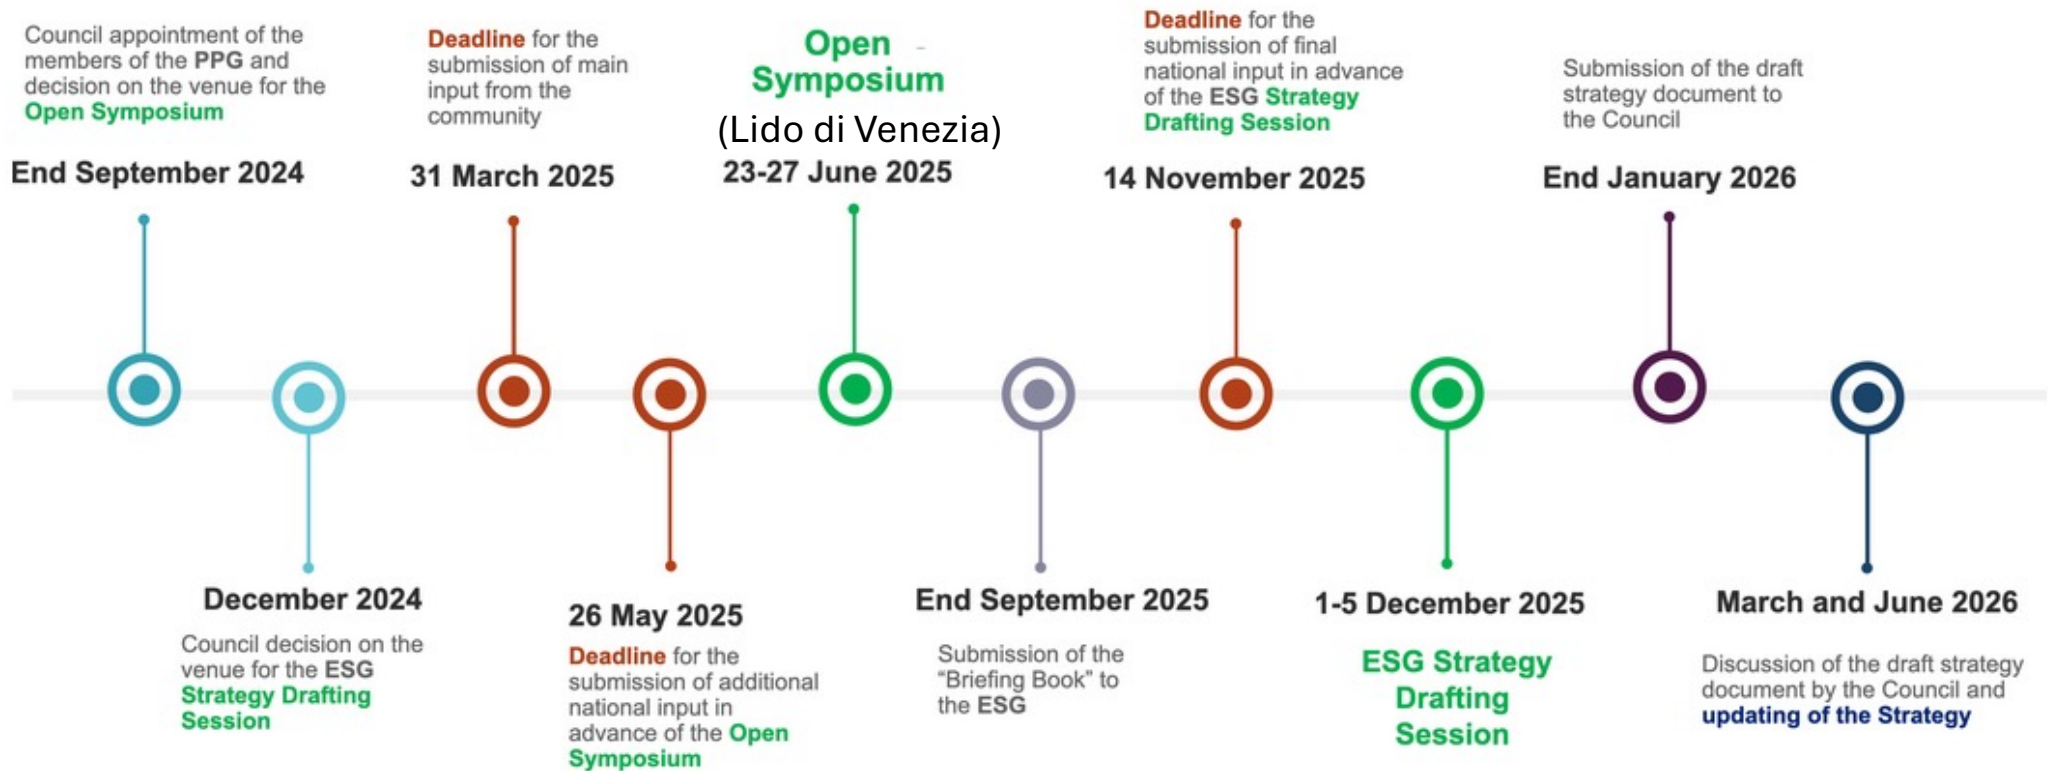 Council appointment of the
members of the PPG and
decision on the venue for the
Open Symposium
End September 2024
Deadline for the
submission of main
input from the
community
31 March 2025
Open
Symposium
(Lido di Venezia)
23-27 June 2025
Deadline for the
submission of final
national input in advance
of the ESG Strategy
Drafting Session
14 November 2025
Submission of the draft
strategy document to
the Council
End January 2026
December 2024
Council decision on the
venue for the ESG
Strategy Drafting
Session
26 May 2025
Deadline for the
submission of additional
national input in
advance of the Open
Symposium
End September 2025
Submission of the
“Briefing Book” to
the ESG
1-5 December 2025
ESG Strategy
Drafting
Session
March and June 2026
Discussion of the draft strategy
document by the Council and
updating of the Strategy